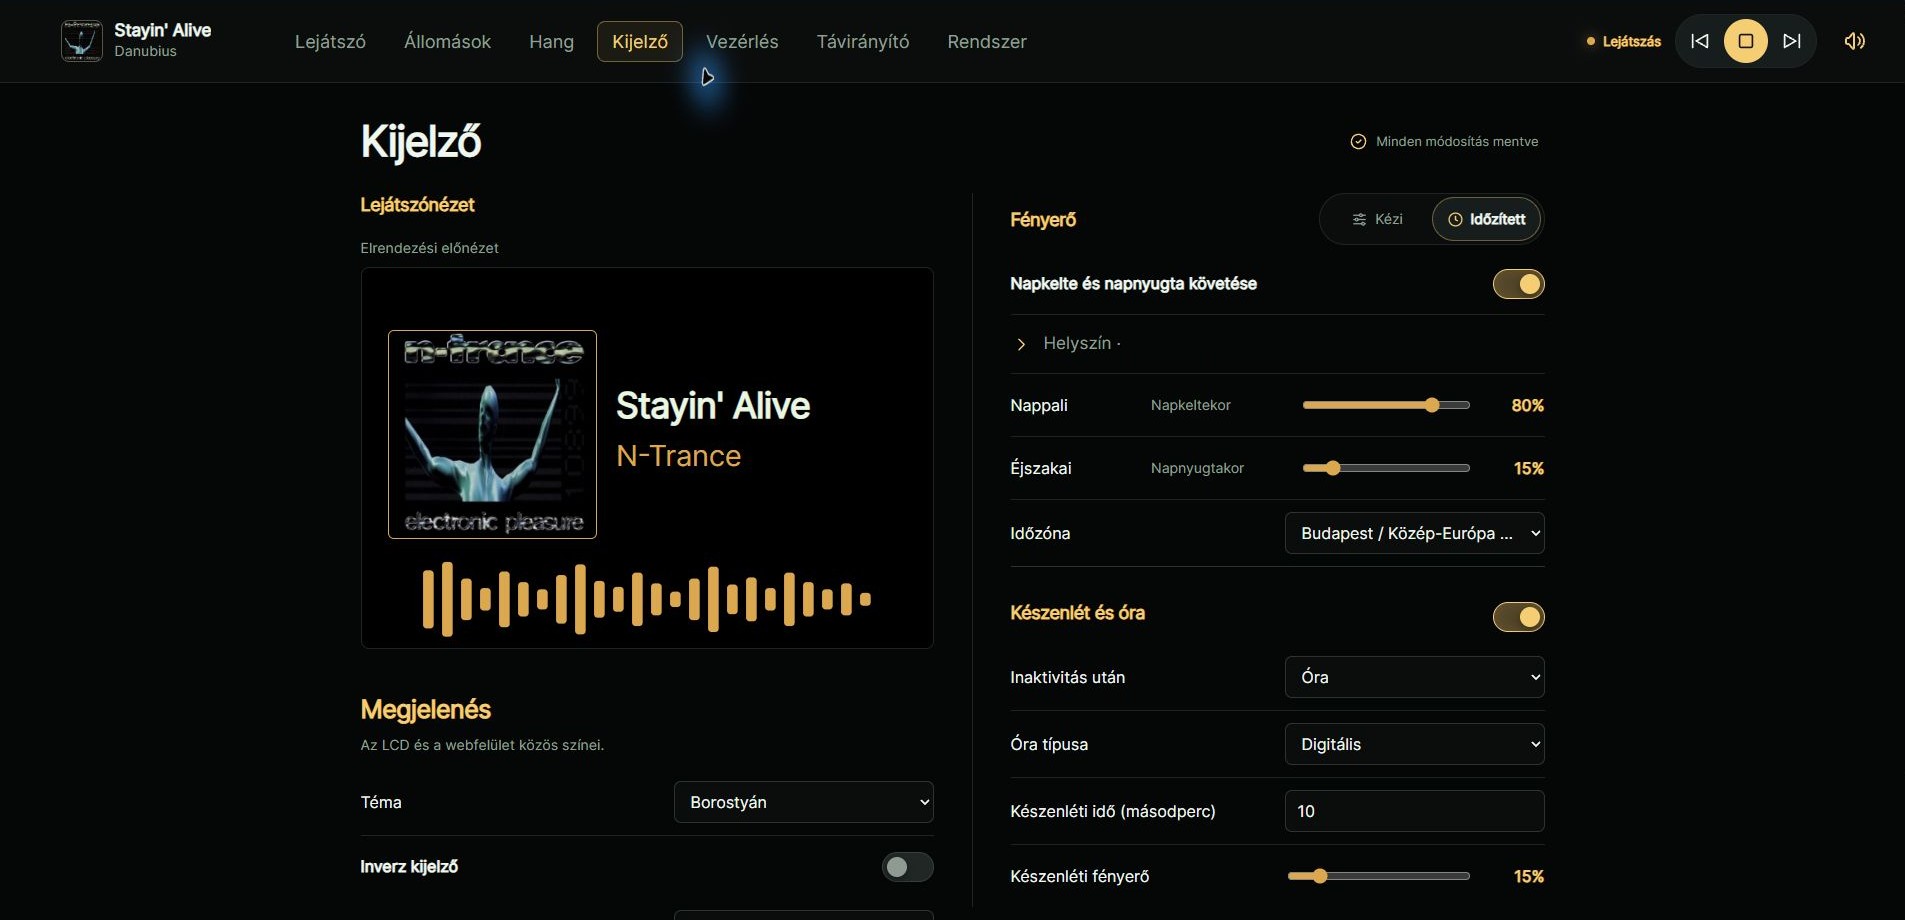 Stayin' Alive
Danubius
Lejátszó
Állomások
Hang
Kijelző
Vezérlés
Távirányító
Rendszer
Lejátszás
Kijelző
Minden módosítás mentve
Lejátszónézet
Elrendezési előnézet
n-trance
electronic pleasure
Stayin' Alive
N-Trance
Megjelenés
Az LCD és a webfelület közös színei.
Téma
Borostyán
Inverz kijelző
Fényerő
Kézi
Időzített
Napkelte és napnyugta követése
Helyszín ·
Nappali
Napkeltekor
80%
Éjszakai
Napnyugtakor
15%
Időzóna
Budapest / Közép-Európa ...
Készenlét és óra
Inaktivitás után
Óra
Óra típusa
Digitális
Készenléti idő (másodperc)
10
Készenléti fényerő
15%